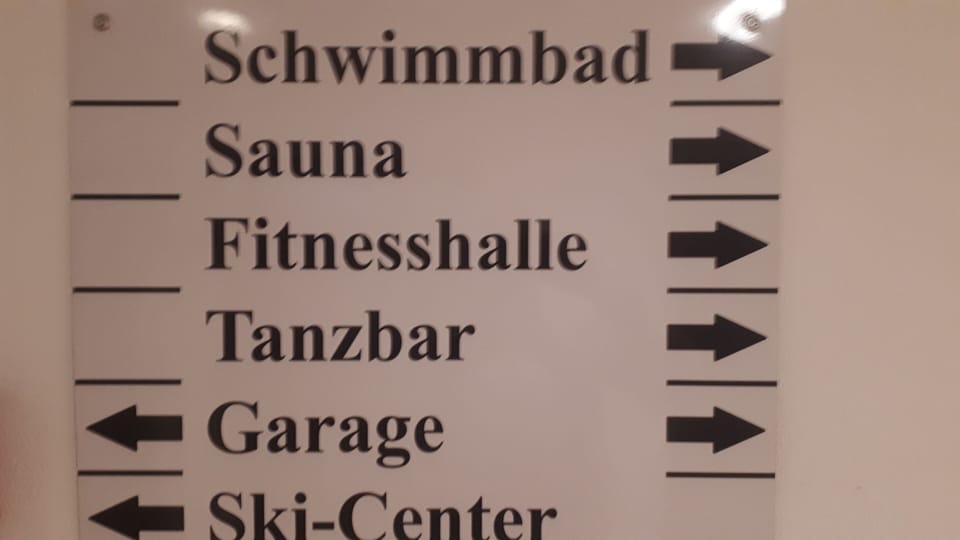 Schwimmbad
Sauna
Fitnesshalle
Tanzbar
Garage
Ski-Center